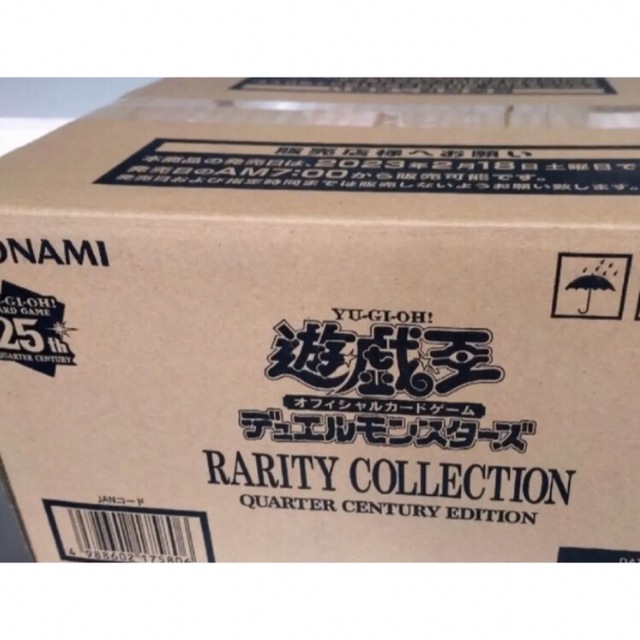 販売店様へお願い
本商品の発売日は、2023年2月18日 土曜日で
発売日のAM7:00から販売可能です。
発売日および指定時間までは販売しないようお願い致します。
ONAMI
-GI-OH!
ARD GAME
25th
QUARTER CENTURY
YU-GI-OH!
遊戯王
オフィシャルカードゲーム
デュエルモンスターズ
RARITY COLLECTION
QUARTER CENTURY EDITION
JANコード
4 988602 175806